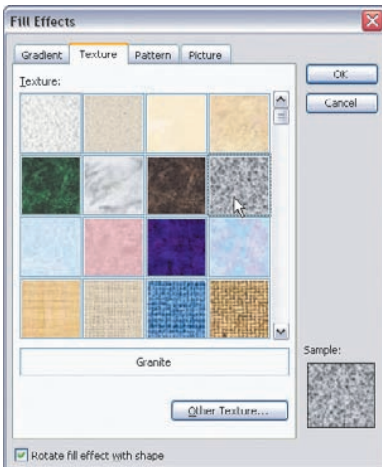 Fill Effects
Gradient Texture Pattern Picture
Texture:
OK
Cancel
Granite
Sample:
Other Texture...
Rotate fill effect with shape